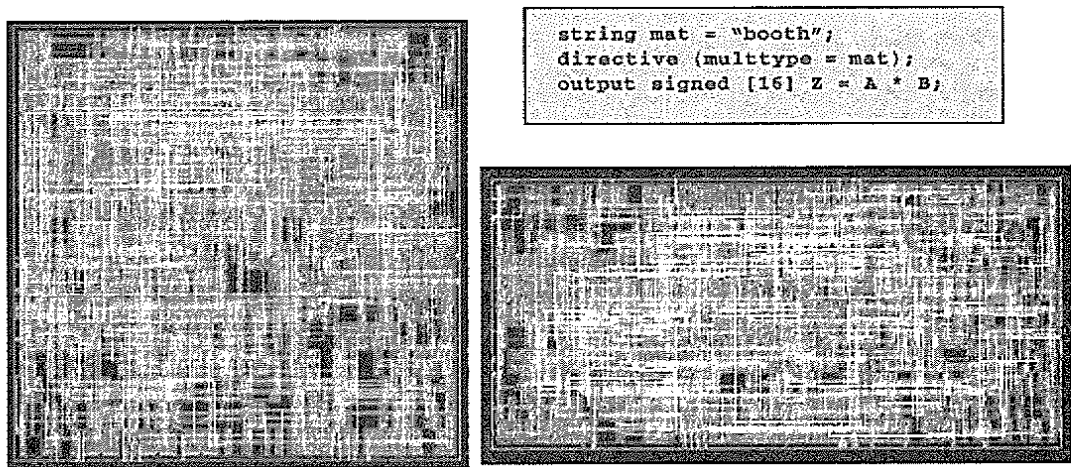 string mat = “booth”;
directive (multtype = mat);
output signed [16] Z = A * B;